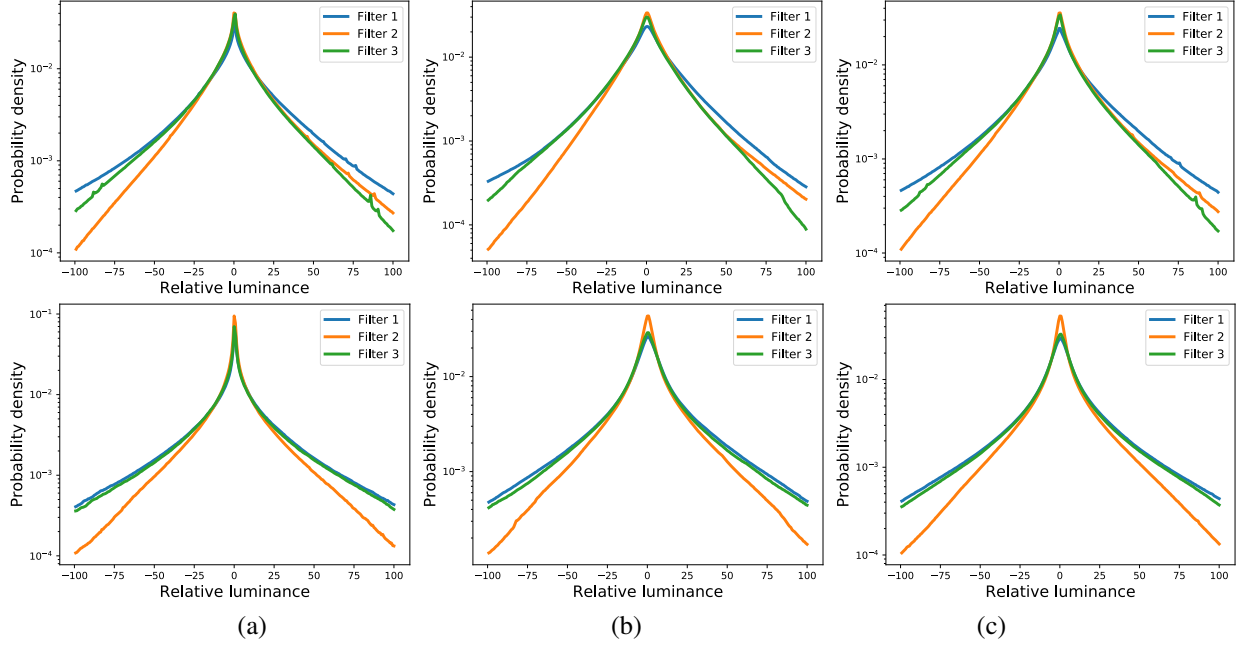 Filter 1
Filter 2
Filter 3
Probability density
10⁻²
10⁻³
10⁻⁴
−100 −75 −50 −25 0 25 50 75 100
Relative luminance
Filter 1
Filter 2
Filter 3
Probability density
10⁻²
10⁻³
10⁻⁴
−100 −75 −50 −25 0 25 50 75 100
Relative luminance
Filter 1
Filter 2
Filter 3
Probability density
10⁻²
10⁻³
10⁻⁴
−100 −75 −50 −25 0 25 50 75 100
Relative luminance
Filter 1
Filter 2
Filter 3
Probability density
10⁻¹
10⁻²
10⁻³
10⁻⁴
−100 −75 −50 −25 0 25 50 75 100
Relative luminance
Filter 1
Filter 2
Filter 3
Probability density
10⁻²
10⁻³
−100 −75 −50 −25 0 25 50 75 100
Relative luminance
Filter 1
Filter 2
Filter 3
Probability density
10⁻²
10⁻³
10⁻⁴
−100 −75 −50 −25 0 25 50 75 100
Relative luminance
(a) (b) (c)